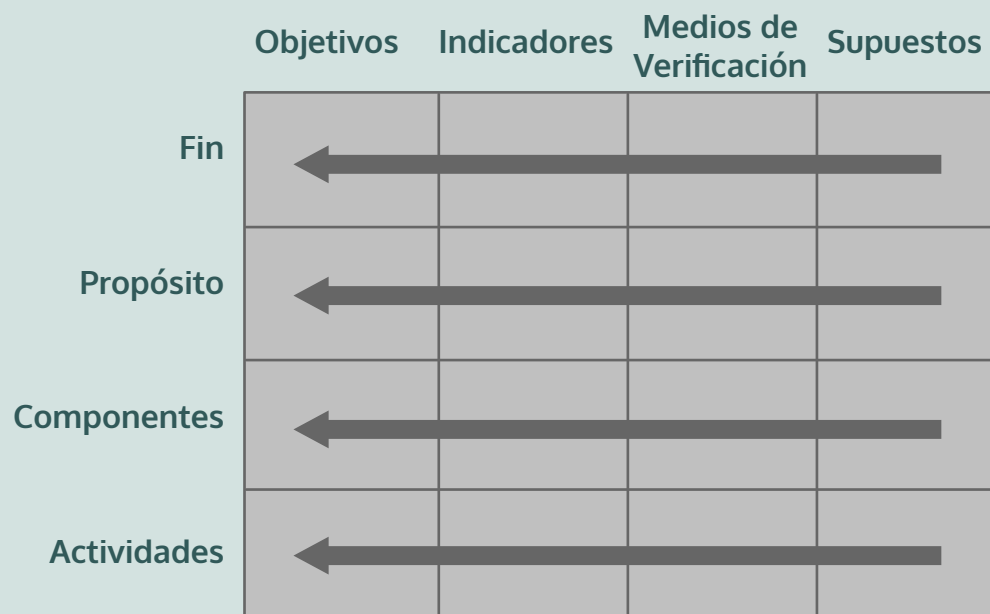 Objetivos
Indicadores
Medios de
Verificación
Supuestos
Fin
Propósito
Componentes
Actividades